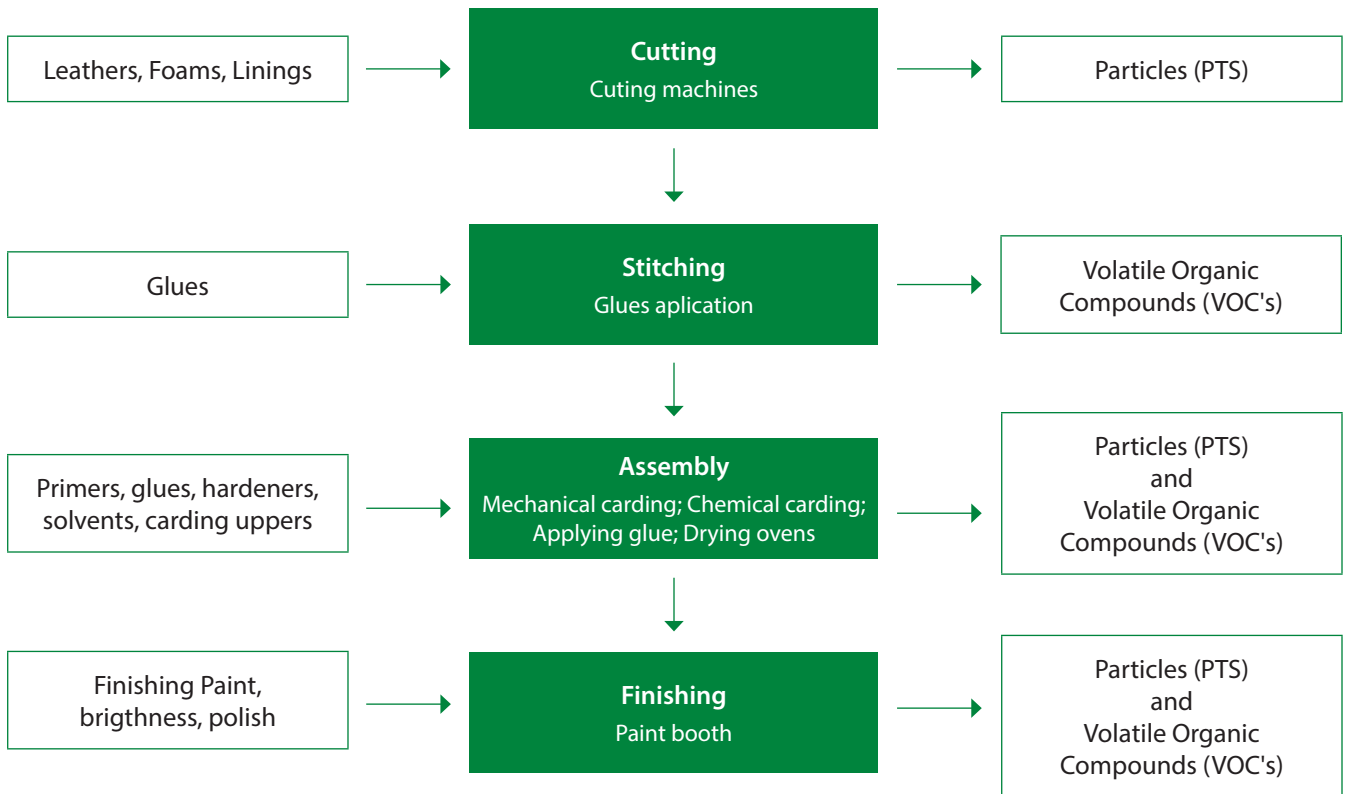 Leathers, Foams, Linings
Cutting
Cuting machines
Particles (PTS)
Glues
Stitching
Glues aplication
Volatile Organic
Compounds (VOC's)
Primers, glues, hardeners,
solvents, carding uppers
Assembly
Mechanical carding; Chemical carding;
Applying glue; Drying ovens
Particles (PTS)
and
Volatile Organic
Compounds (VOC's)
Finishing Paint,
brigthness, polish
Finishing
Paint booth
Particles (PTS)
and
Volatile Organic
Compounds (VOC's)